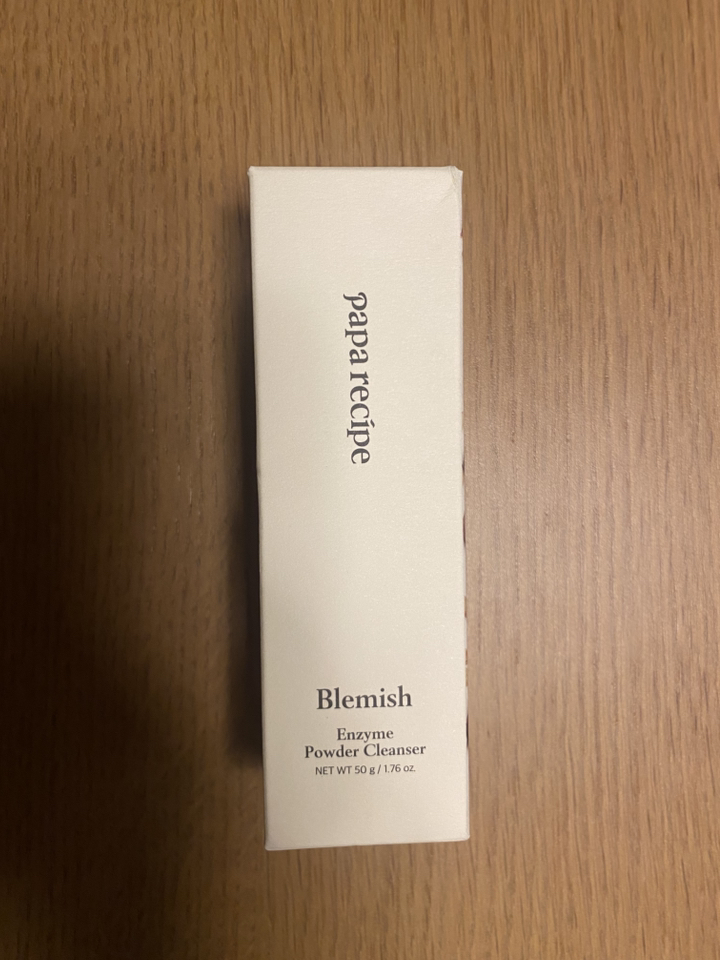 papa recipe
Blemish
Enzyme
Powder Cleanser
NET WT 50 g / 1.76 oz.